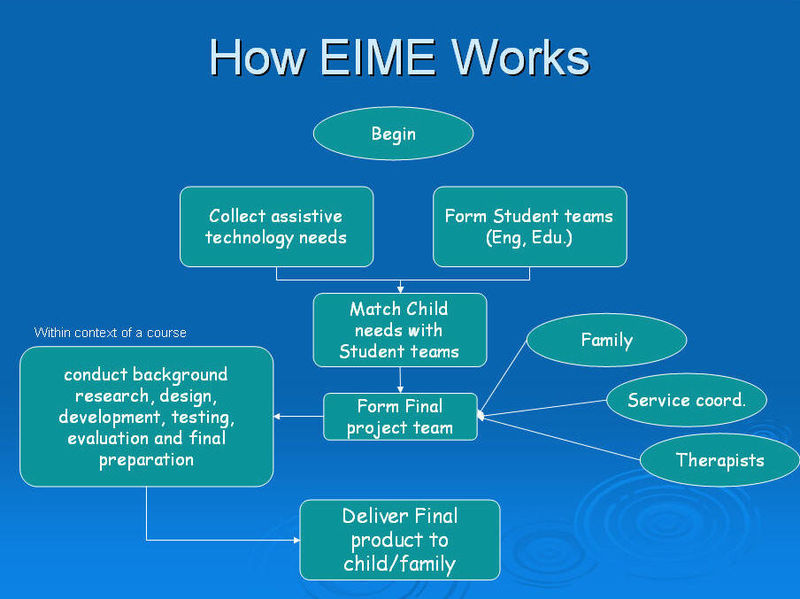 How EIME Works
Begin
Collect assistive
technology needs
Form Student teams
(Eng, Edu.)
Match Child
needs with
Student teams
Within context of a course
Family
conduct background
research, design,
development, testing,
evaluation and final
preparation
Form Final
project team
Service coord.
Therapists
Deliver Final
product to
child/family